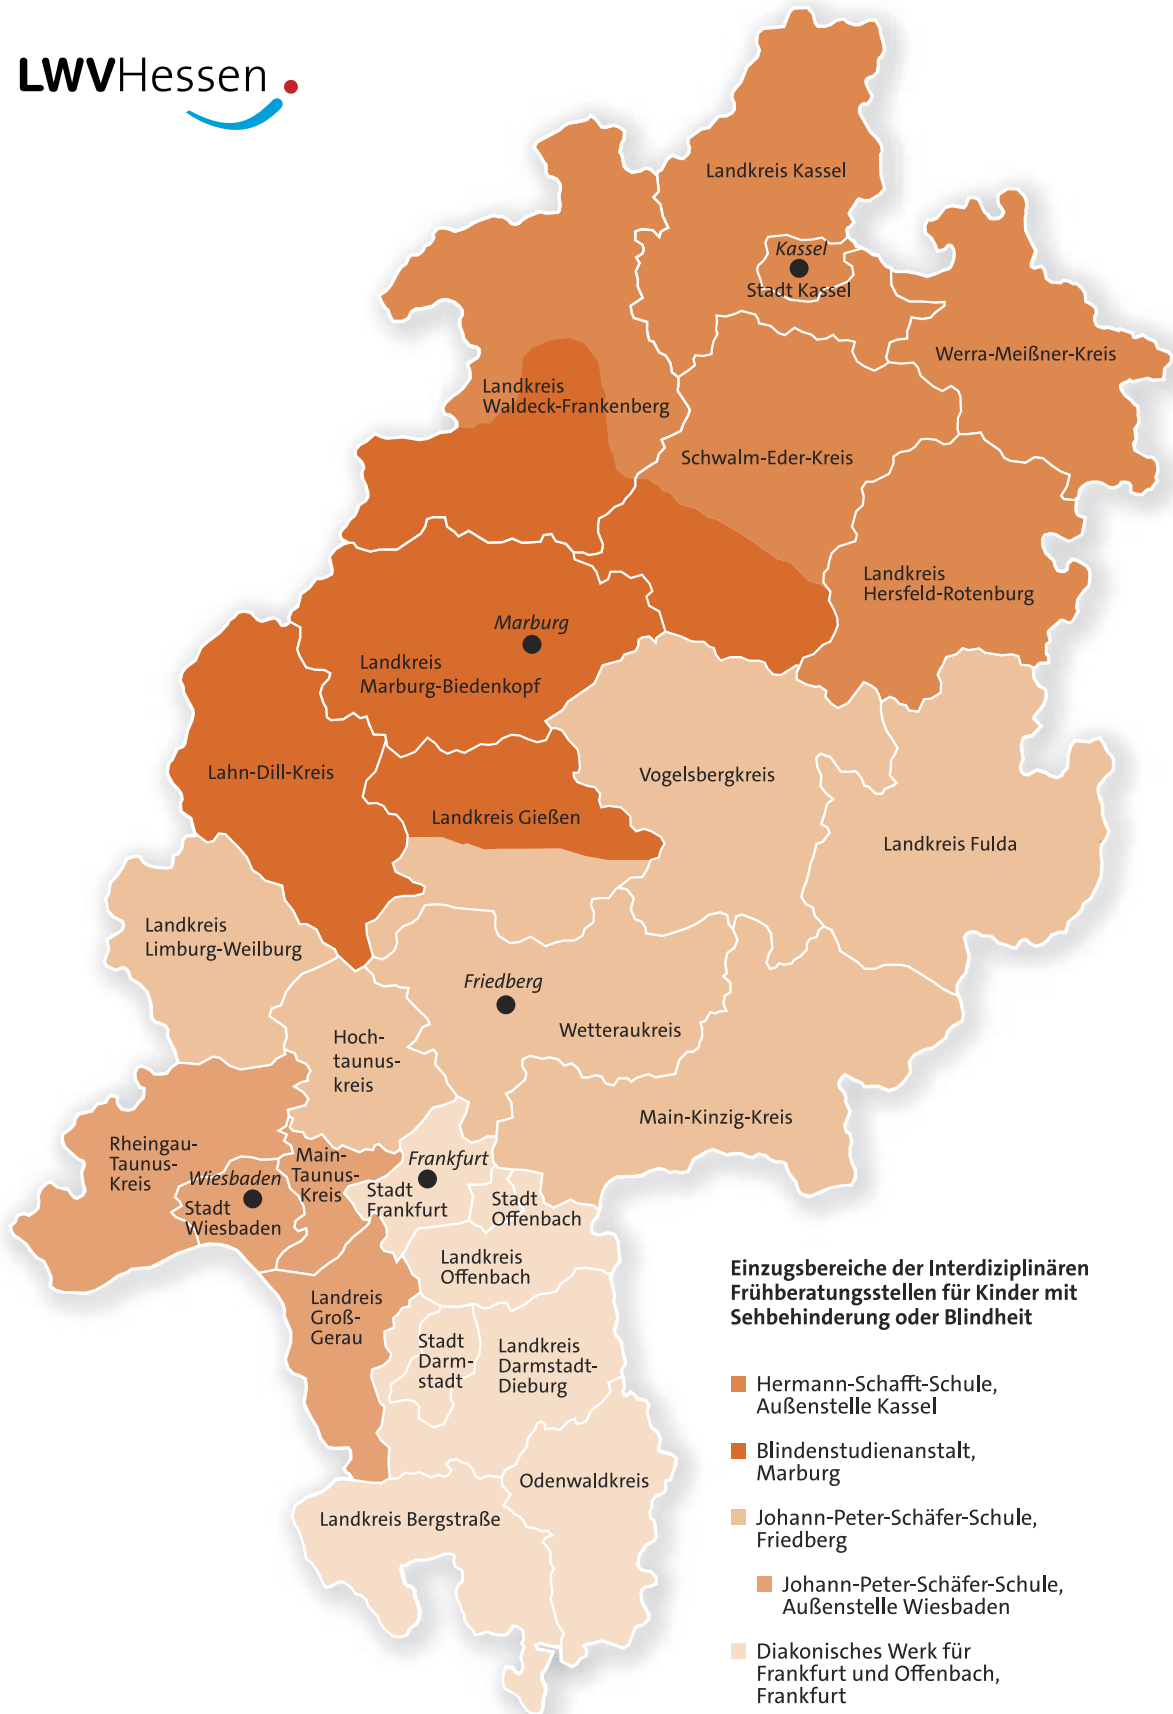 LWVHessen
Landkreis Kassel
Kassel
Stadt Kassel
Werra-Meißner-Kreis
Landkreis
Waldeck-Frankenberg
Schwalm-Eder-Kreis
Landkreis
Hersfeld-Rotenburg
Marburg
Landkreis
Marburg-Biedenkopf
Lahn-Dill-Kreis
Vogelsbergkreis
Landkreis Gießen
Landkreis Fulda
Landkreis
Limburg-Weilburg
Friedberg
Wetteraukreis
Hoch-
taunus-
kreis
Main-Kinzig-Kreis
Rheingau-
Taunus-
Kreis
Wiesbaden
Stadt
Wiesbaden
Main-
Taunus-
Kreis
Frankfurt
Stadt
Frankfurt
Stadt
Offenbach
Landkreis
Offenbach
Landreis
Groß-
Gerau
Stadt
Darm-
stadt
Landkreis
Darmstadt-
Dieburg
Odenwaldkreis
Landkreis Bergstraße
Einzugsbereiche der Interdiziplinären
Frühberatungsstellen für Kinder mit
Sehbehinderung oder Blindheit
Hermann-Schafft-Schule,
Außenstelle Kassel
Blindenstudienanstalt,
Marburg
Johann-Peter-Schäfer-Schule,
Friedberg
Johann-Peter-Schäfer-Schule,
Außenstelle Wiesbaden
Diakonisches Werk für
Frankfurt und Offenbach,
Frankfurt